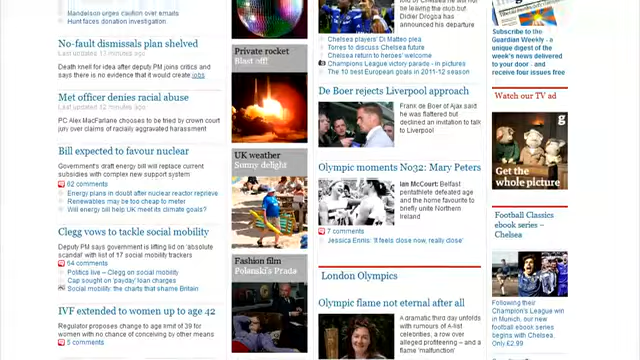 Mandelson urges caution over emails
Hunt faces donation investigation
No-fault dismissals plan shelved
Last updated 17 minutes ago
Death knell for idea after deputy PM joins critics and
says there is no evidence that it would create jobs
Met officer denies racial abuse
Last updated 12 minutes ago
PC Alex MacFarlane chooses to be tried by crown court
jury over claims of racially aggravated harassment
Bill expected to favour nuclear
Government's draft energy bill will replace current
subsidies with complex new support system
62 comments
Energy plans in doubt after nuclear reactor reprieve
Renewables may be too cheap to meter
Will energy bill help UK meet its climate goals?
Clegg vows to tackle social mobility
Deputy PM says government is lifting lid on 'absolute
scandal' with list of 17 social mobility trackers
54 comments
Politics live – Clegg on social mobility
Cap sought on 'payday' loan charges
Social mobility: the charts that shame Britain
IVF extended to women up to age 42
Regulator proposes change to age limit of 39 for
women with no chance of conceiving by other means
5 comments
Private rocket
Blast off!
UK weather
Sunny delight
Fashion film
Polanski's Prada
he will not
be leaving the club but
Didier Drogba has
announced his departure
Chelsea players' Di Matteo plea
Torres to discuss Chelsea future
Chelsea return to heroes' welcome
Champions League victory parade - in pictures
The 10 best European goals in 2011-12 season
De Boer rejects Liverpool approach
Frank de Boer of Ajax said
he was flattered but
declined an invitation to talk
to Liverpool
Olympic moments No32: Mary Peters
Ian McCourt: Belfast
pentathlete defeated age
and the home favourite to
briefly unite Northern
Ireland
7 comments
Jessica Ennis: 'It feels close now, really close'
London Olympics
Olympic flame not eternal after all
A dramatic third day unfolds
with rumours of A-list
celebrities, a row over
alleged profiteering – and a
flame 'malfunction'
Subscribe to the
Guardian Weekly - a
unique digest of the
week's news delivered
to your door - and
receive four issues free
Watch our TV ad
g
Get the
whole picture
Football Classics
ebook series –
Chelsea
Following their
Champion's League win
in Munich, our new
football ebook series
begins with Chelsea.
Only £2.99